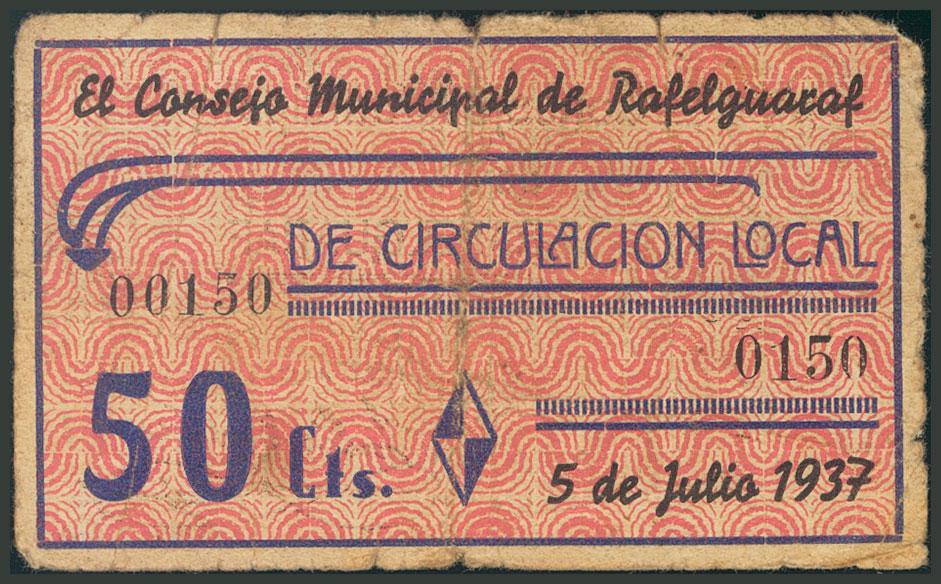 El Consejo Municipal de Rafelguaraf
DE CIRCULACION LOCAL
00150
0150
50 Cts.
5 de Julio 1937